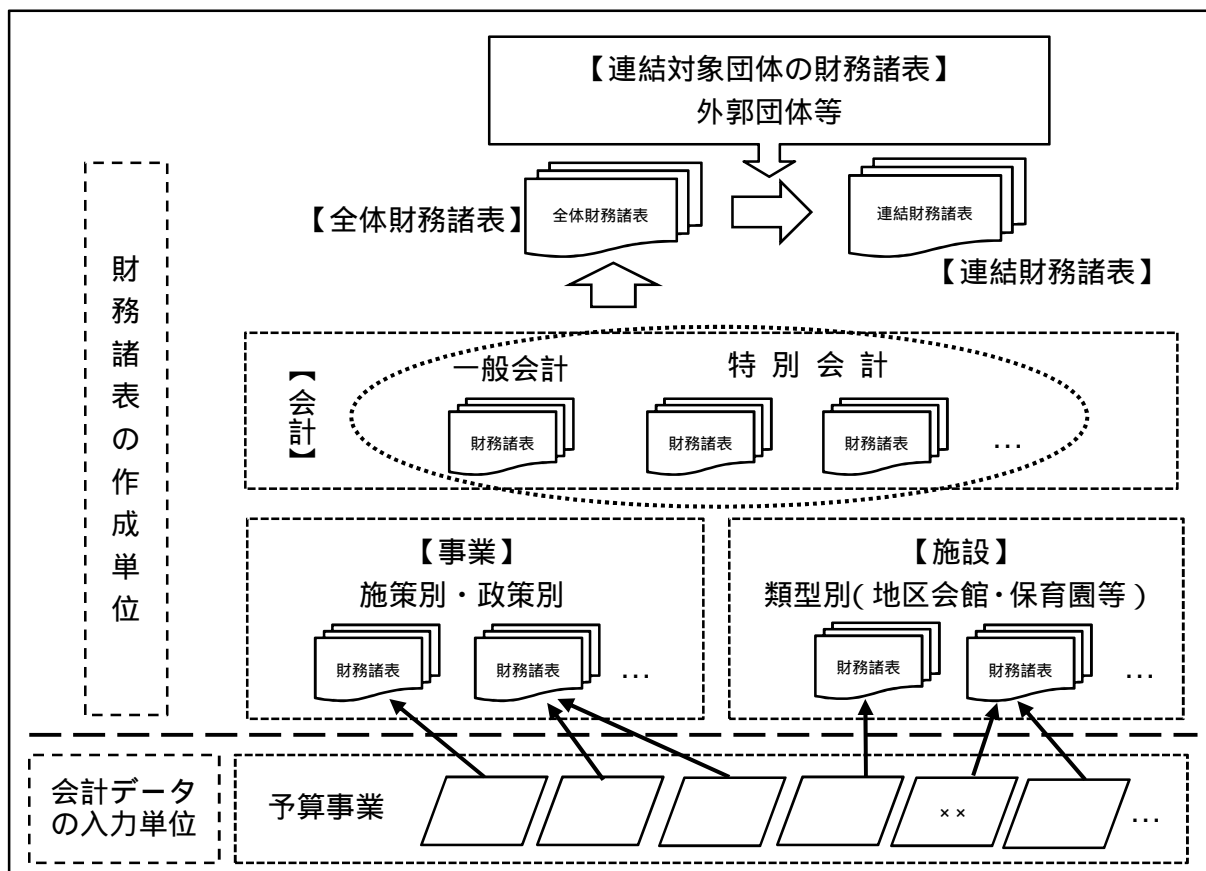 【連結対象団体の財務諸表】
外郭団体等
全体財務諸表
連結財務諸表
【全体財務諸表】
【連結財務諸表】
財務諸表の作成単位
【会計】
一般会計
特別会計
財務諸表
財務諸表
財務諸表
…
【事業】
施策別・政策別
財務諸表
財務諸表
…
【施設】
類型別(地区会館・保育園等)
財務諸表
財務諸表
…
会計データ
の入力単位
予算事業
××
…